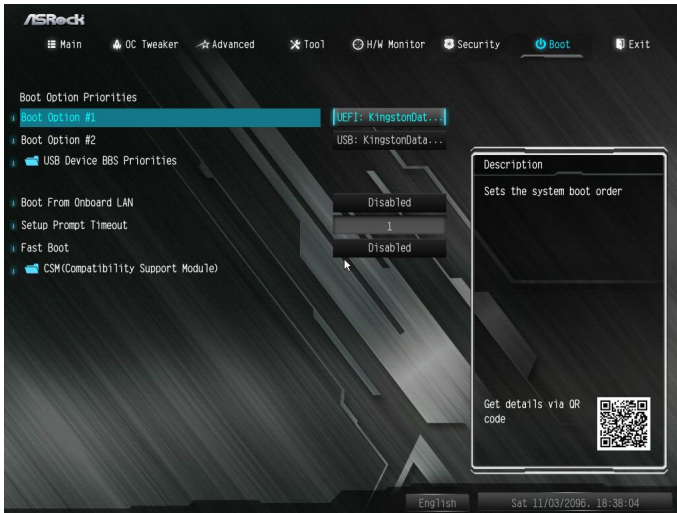 ASRock
Main OC Tweaker Advanced Tool H/W Monitor Security Boot Exit
Boot Option Priorities
Boot Option #1 UEFI: KingstonDat...
Boot Option #2 USB: KingstonData...
USB Device BBS Priorities
Description
Sets the system boot order
Boot From Onboard LAN Disabled
Setup Prompt Timeout 1
Fast Boot Disabled
CSM(Compatibility Support Module)
Get details via QR
code
English Sat 11/03/2096. 18:38:04